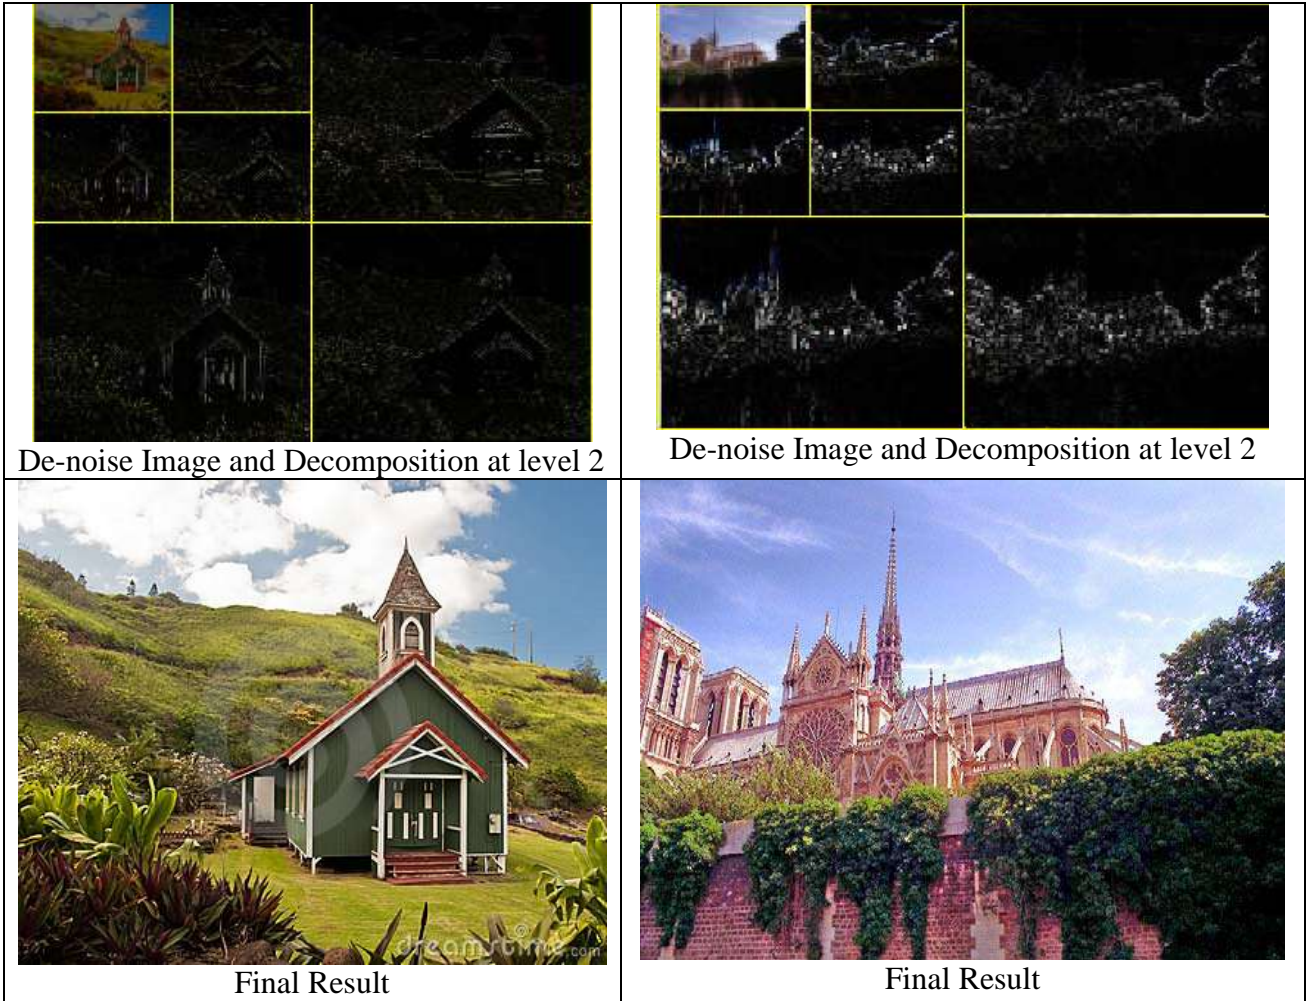 De-noise Image and Decomposition at level 2
De-noise Image and Decomposition at level 2
dreamstime.com
Final Result
Final Result